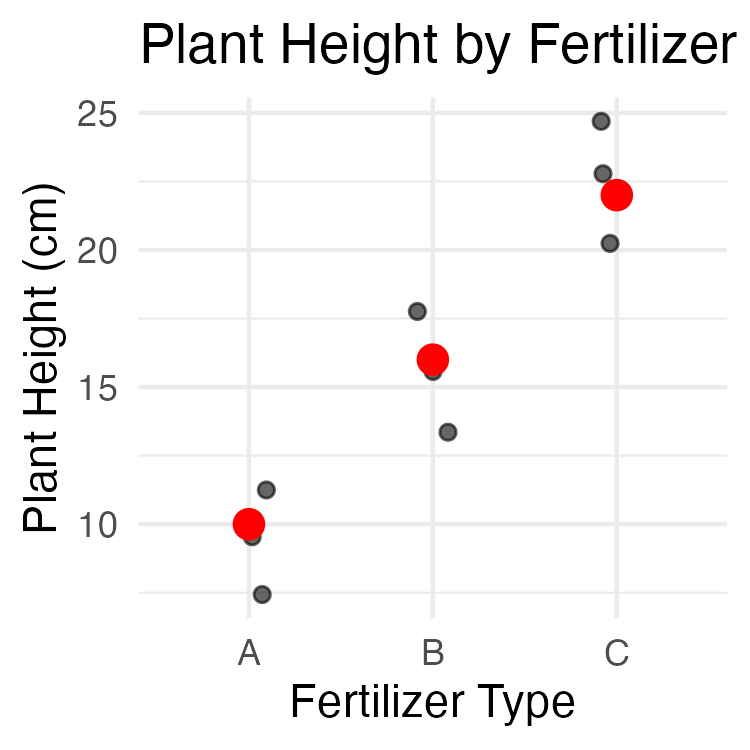 Plant Height by Fertilizer
Plant Height (cm)
25
20
15
10
A B C
Fertilizer Type